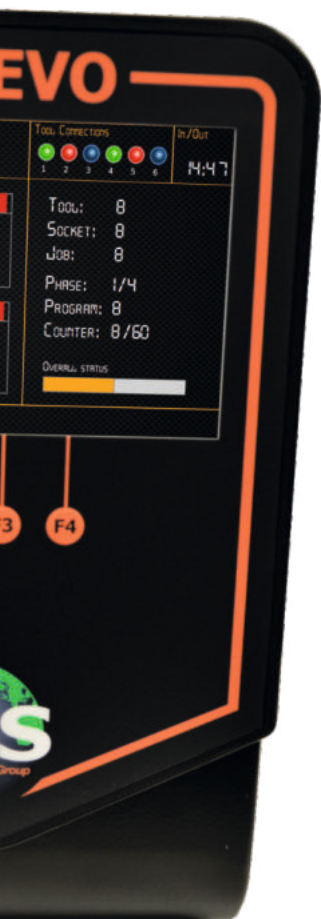 EVO
Tool Connections
In/Out
1 2 3 4 5 6
14:47
Tool: 8
Socket: 8
Job: 8
Phase: 1/4
Program: 8
Counter: 8/60
Overall status
F3
F4
S
Group